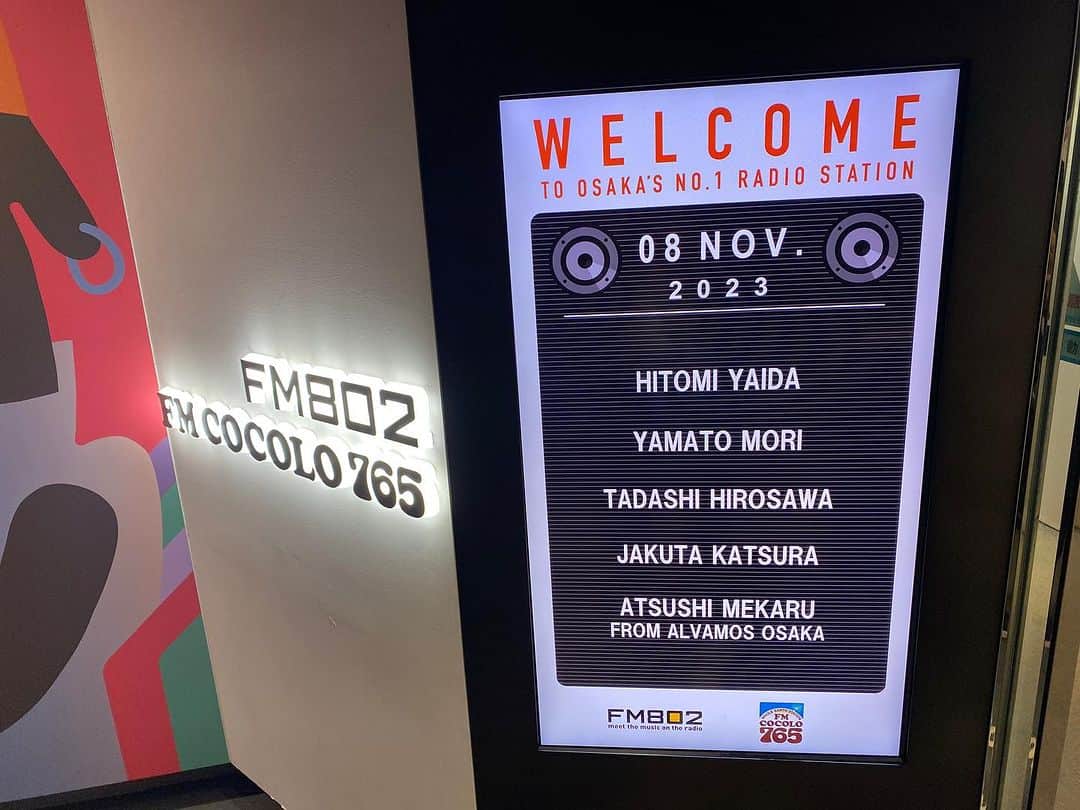 FM802
FM COCOLO 765
WELCOME
TO OSAKA'S NO.1 RADIO STATION
08 NOV.
2023
HITOMI YAIDA
YAMATO MORI
TADASHI HIROSAWA
JAKUTA KATSURA
ATSUSHI MEKARU
FROM ALVAMOS OSAKA
FM802
meet the music on the radio
FM
COCOLO
765